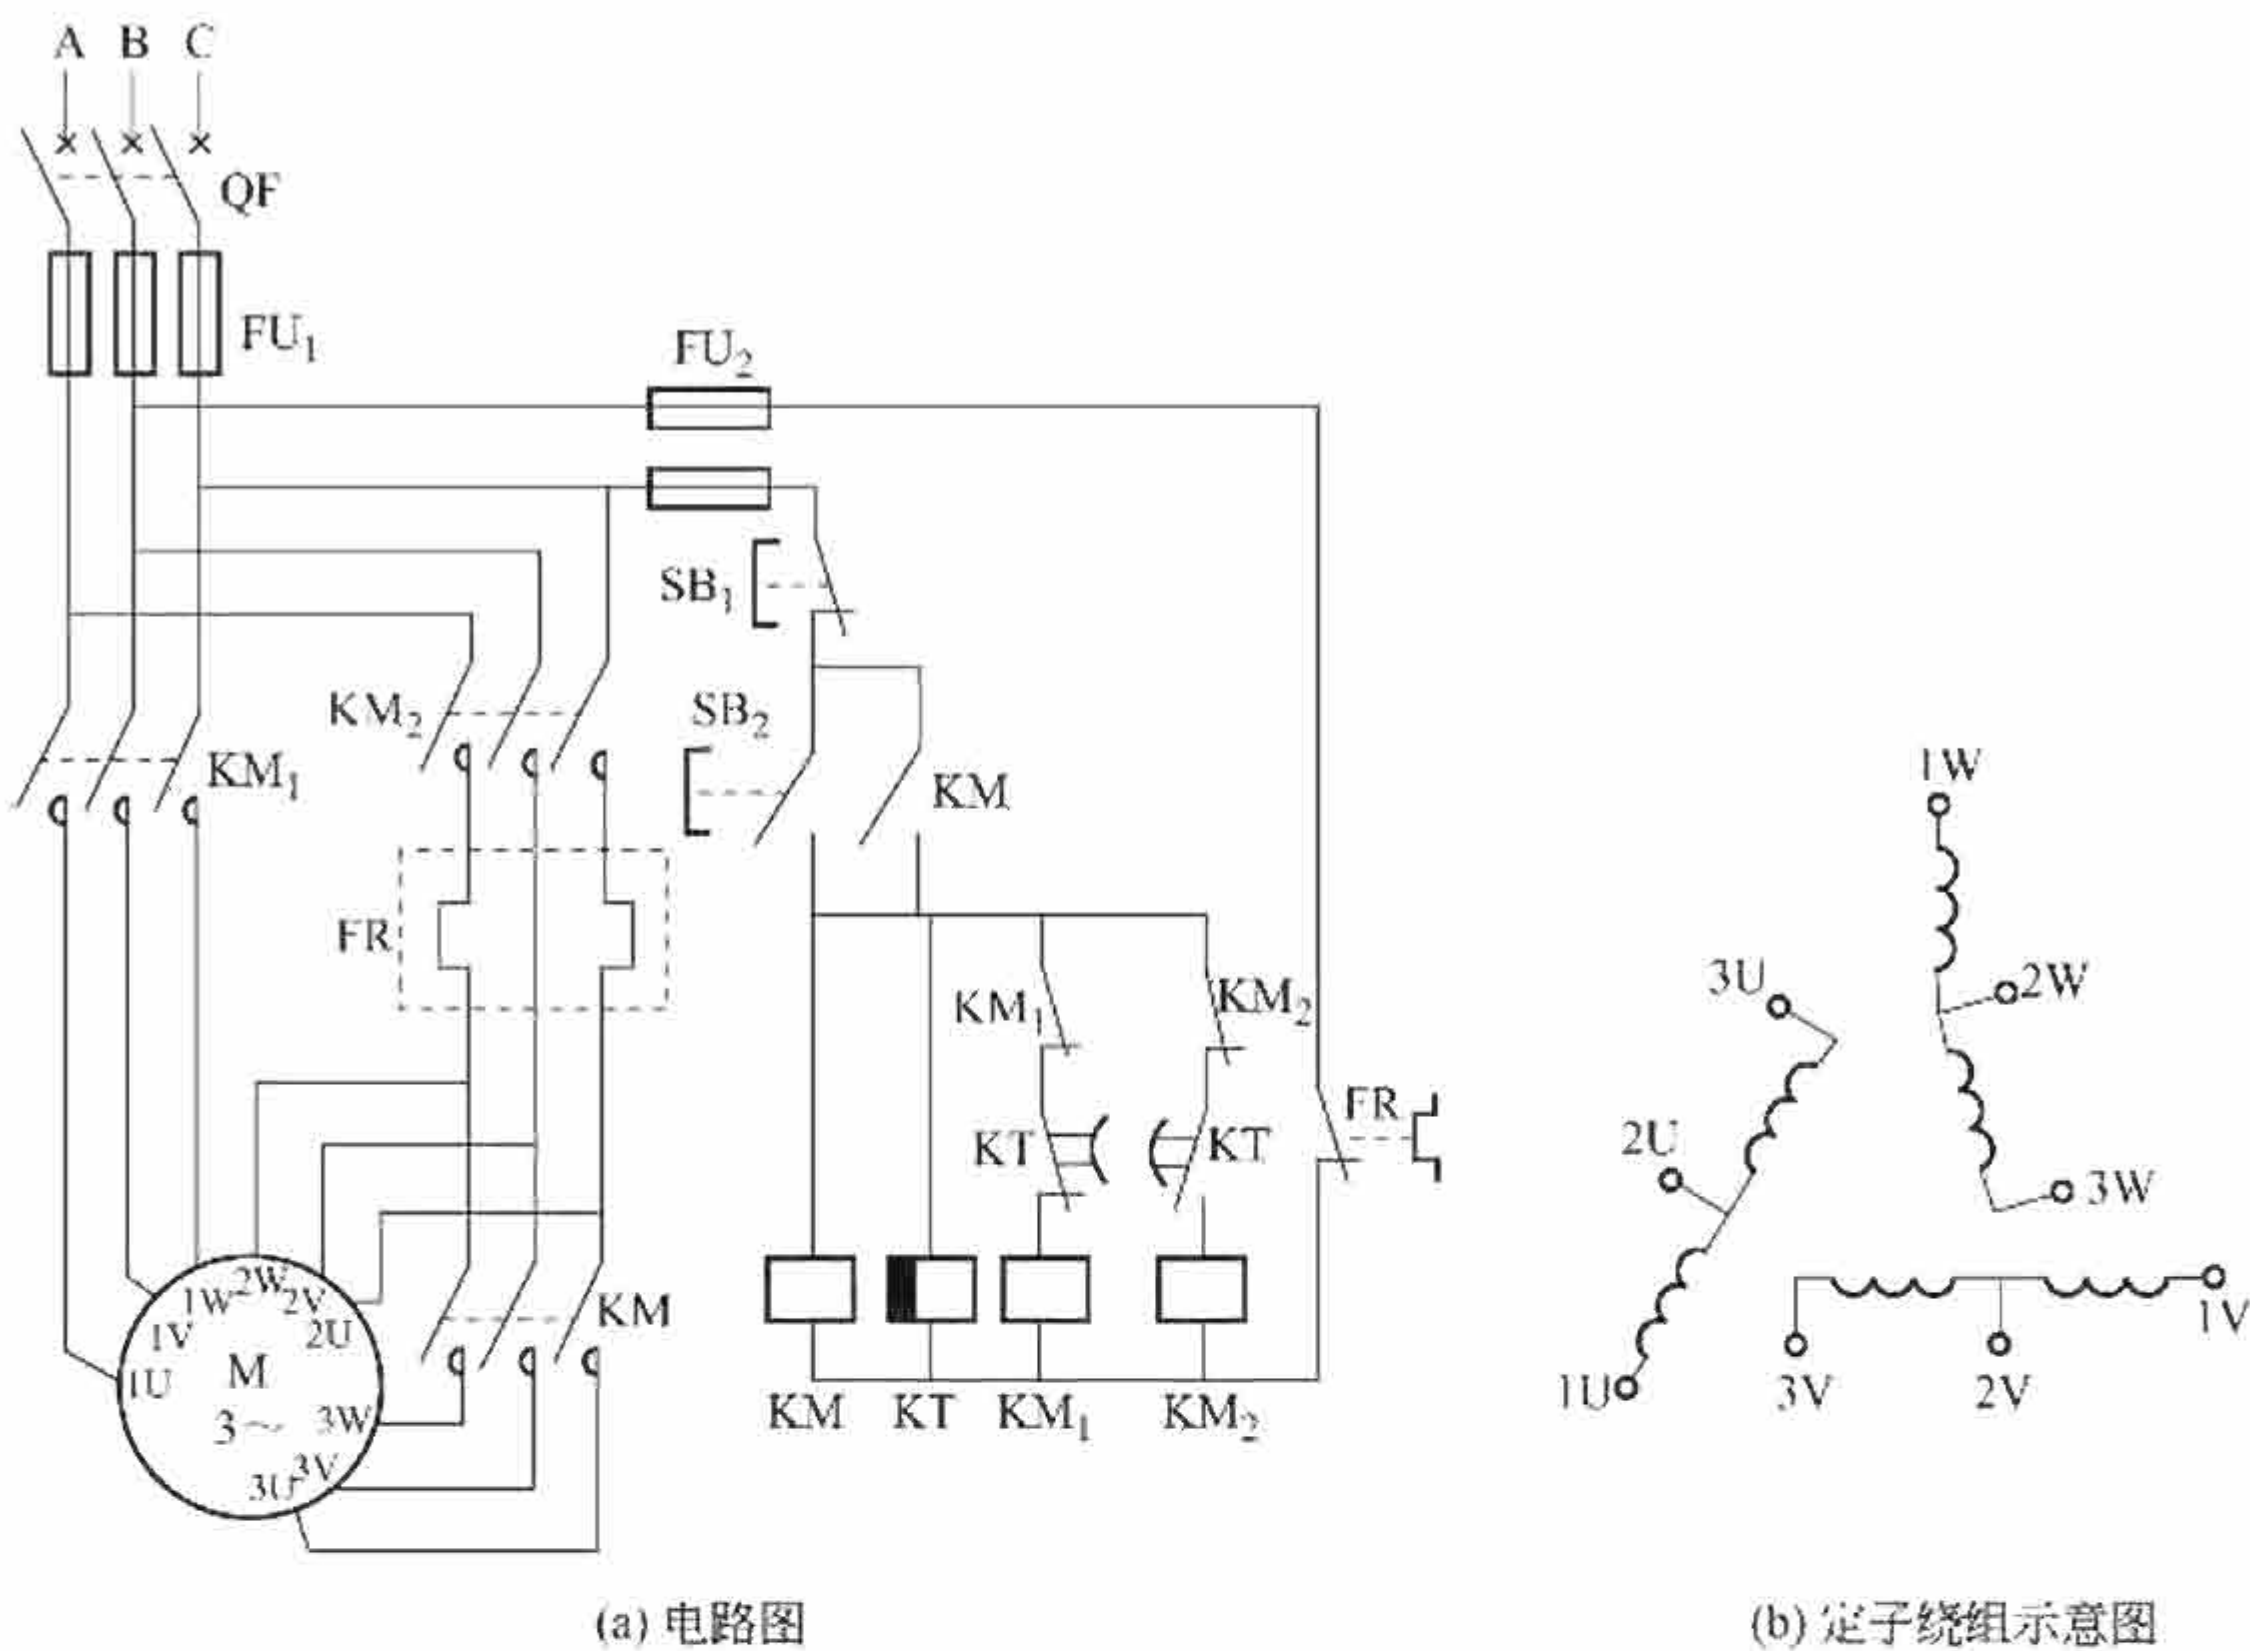 A B C
QF
FU₁
FU₂
SB₁
KM₂
SB₂
KM₁
KM
FR
KM₁
KM₂
FR
KT
KT
KM
1W
2W
2V
1V
2U
1U
M
3~
3W
3V
3U
KM
KT
KM₁
KM₂
1W
3U
2W
2U
3W
1U
3V
2V
1V
(a) 电路图
(b) 定子绕组示意图